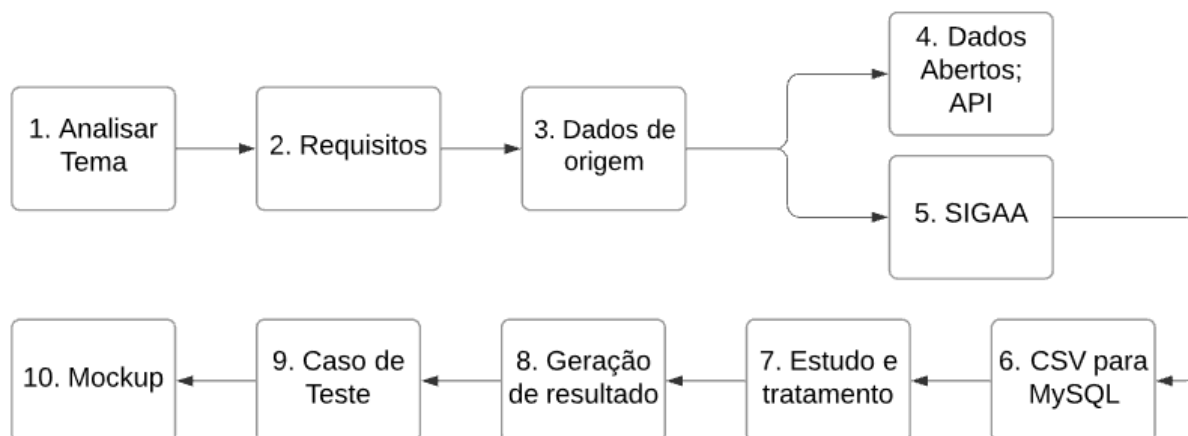 1. Analisar
Tema
2. Requisitos
3. Dados de
origem
4. Dados
Abertos;
API
5. SIGAA
6. CSV para
MySQL
7. Estudo e
tratamento
8. Geração
de resultado
9. Caso de
Teste
10. Mockup